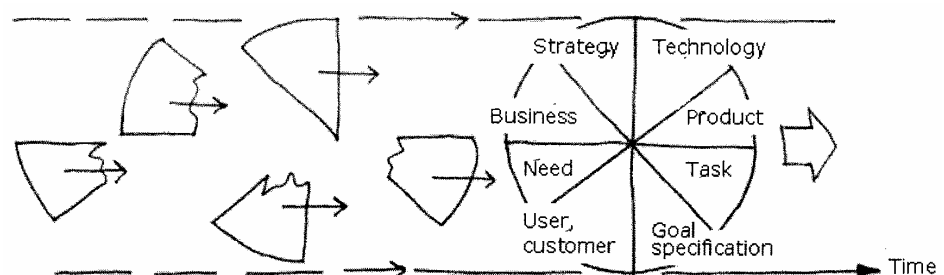 Strategy
Technology
Business
Product
Need
Task
User,
customer
Goal
specification
Time